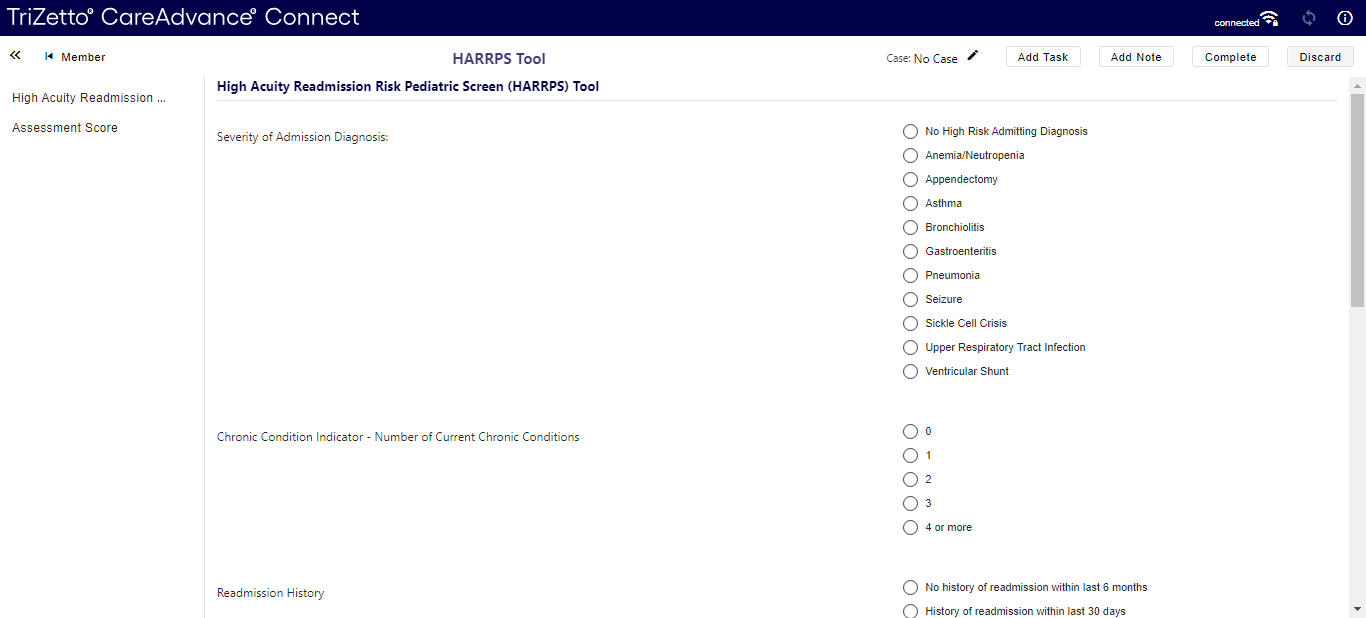 TriZetto® CareAdvance® Connect
connected
Member
HARRPS Tool
Case: No Case
Add Task
Add Note
Complete
Discard
High Acuity Readmission ...
Assessment Score
High Acuity Readmission Risk Pediatric Screen (HARRPS) Tool
Severity of Admission Diagnosis:
No High Risk Admitting Diagnosis
Anemia/Neutropenia
Appendectomy
Asthma
Bronchiolitis
Gastroenteritis
Pneumonia
Seizure
Sickle Cell Crisis
Upper Respiratory Tract Infection
Ventricular Shunt
Chronic Condition Indicator - Number of Current Chronic Conditions
0
1
2
3
4 or more
Readmission History
No history of readmission within last 6 months
History of readmission within last 30 days